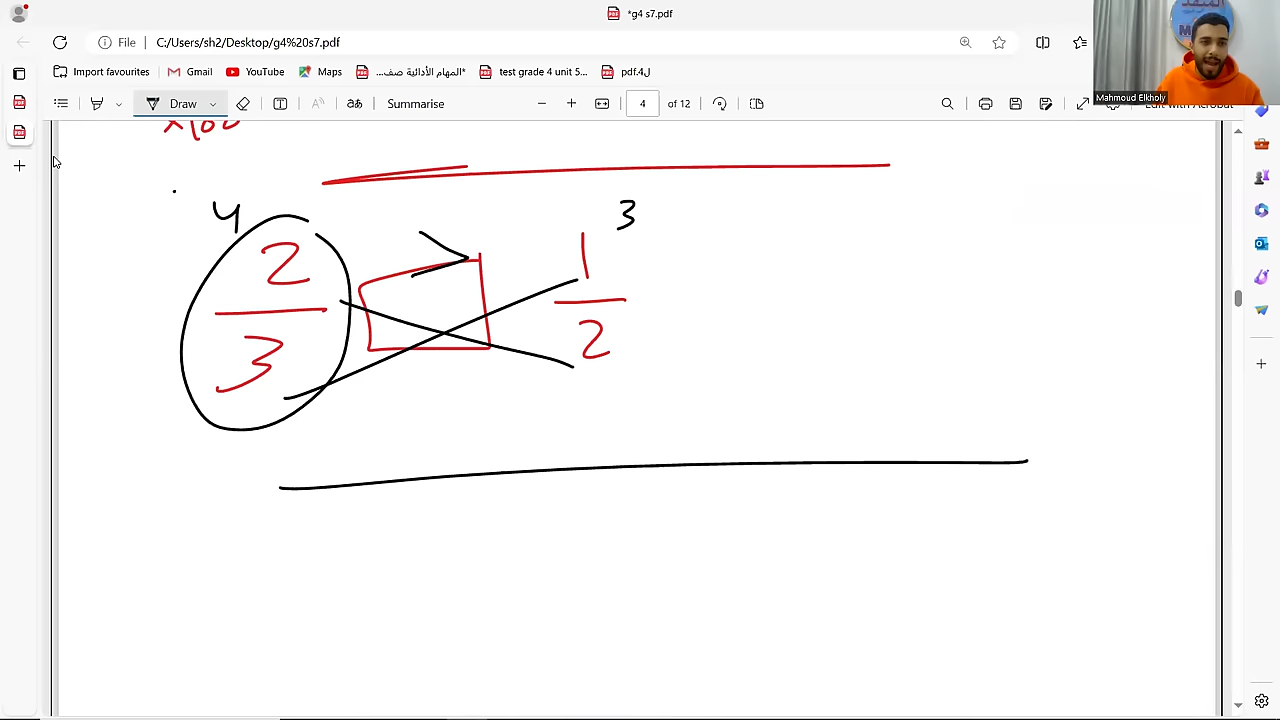 *g4 s7.pdf
File C:/Users/sh2/Desktop/g4%20s7.pdf
Import favourites Gmail YouTube Maps المهام الأدائية صف...* test grade 4 unit 5... ل4.pdf
Draw Summarise 4 of 12
Mahmoud Elkholy
Edit with Acrobat
x100
4 3
2 > 1
3 2